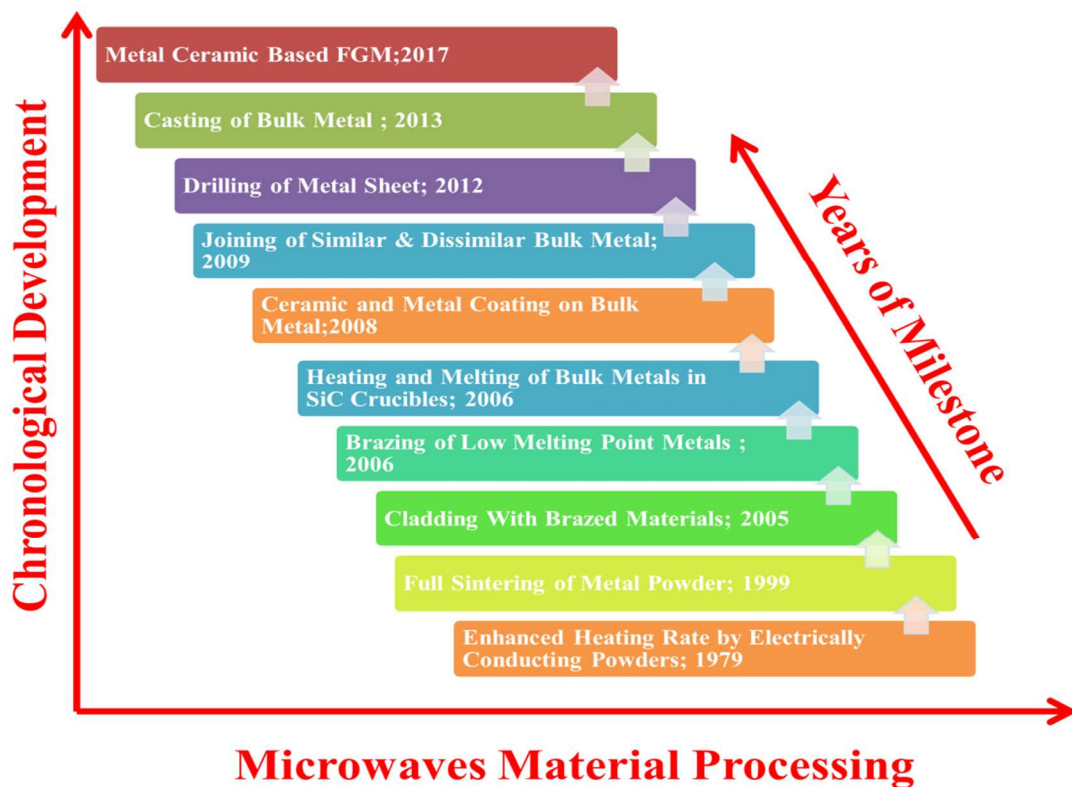 Chronological Development
Metal Ceramic Based FGM;2017
Casting of Bulk Metal ; 2013
Drilling of Metal Sheet; 2012
Joining of Similar & Dissimilar Bulk Metal;
2009
Ceramic and Metal Coating on Bulk
Metal;2008
Heating and Melting of Bulk Metals in
SiC Crucibles; 2006
Brazing of Low Melting Point Metals ;
2006
Cladding With Brazed Materials; 2005
Full Sintering of Metal Powder; 1999
Enhanced Heating Rate by Electrically
Conducting Powders; 1979
Years of Milestone
Microwaves Material Processing